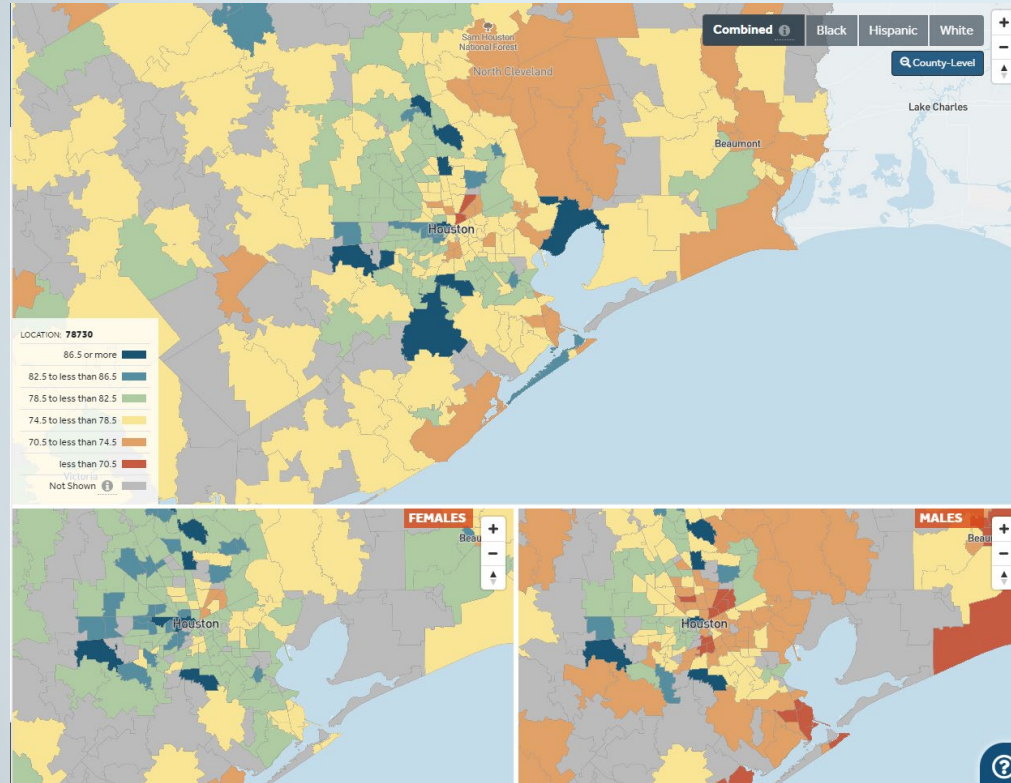 Sam Houston
National Forest
North Cleveland
Combined
Black
Hispanic
White
+
−
County-Level
Lake Charles
Beaumont
Houston
LOCATION: 78730
86.5 or more
82.5 to less than 86.5
78.5 to less than 82.5
74.5 to less than 78.5
70.5 to less than 74.5
less than 70.5
Victoria
Not Shown
FEMALES
+
−
Beau
Houston
MALES
+
−
Beau
Houston
?